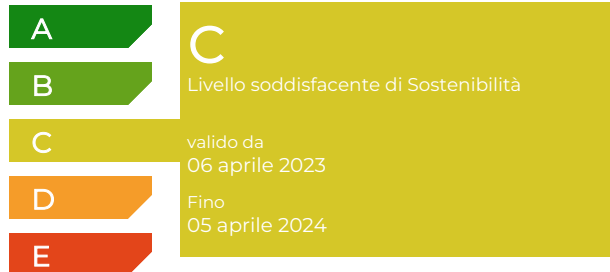 A
B
C
D
E
C
Livello soddisfacente di Sostenibilità
valido da
06 aprile 2023
Fino
05 aprile 2024